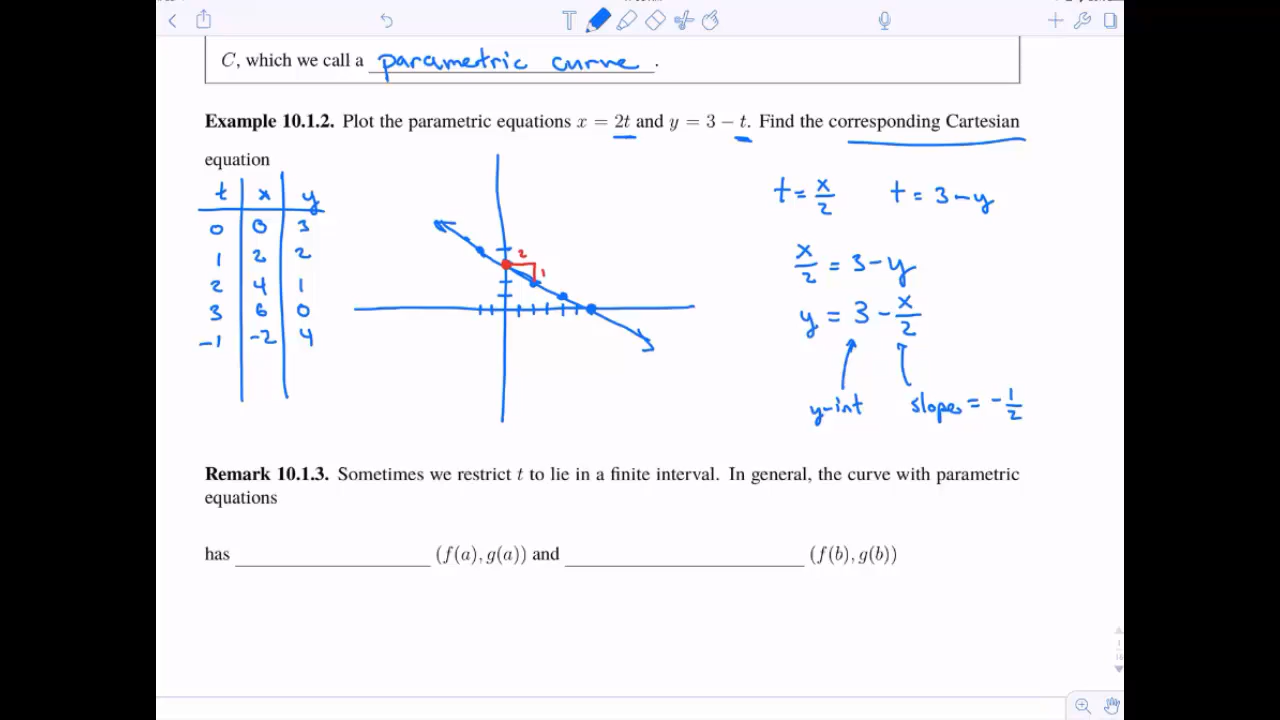 C, which we call a parametric curve .
Example 10.1.2. Plot the parametric equations x = 2t and y = 3 − t. Find the corresponding Cartesian
equation
t x y
0 0 3
1 2 2
2 4 1
3 6 0
-1 -2 4
2
1
t = x/2 t = 3 - y
x/2 = 3 - y
y = 3 - x/2
y-int slope = -1/2
Remark 10.1.3. Sometimes we restrict t to lie in a finite interval. In general, the curve with parametric
equations
has ____________ (f(a), g(a)) and ____________ (f(b), g(b))